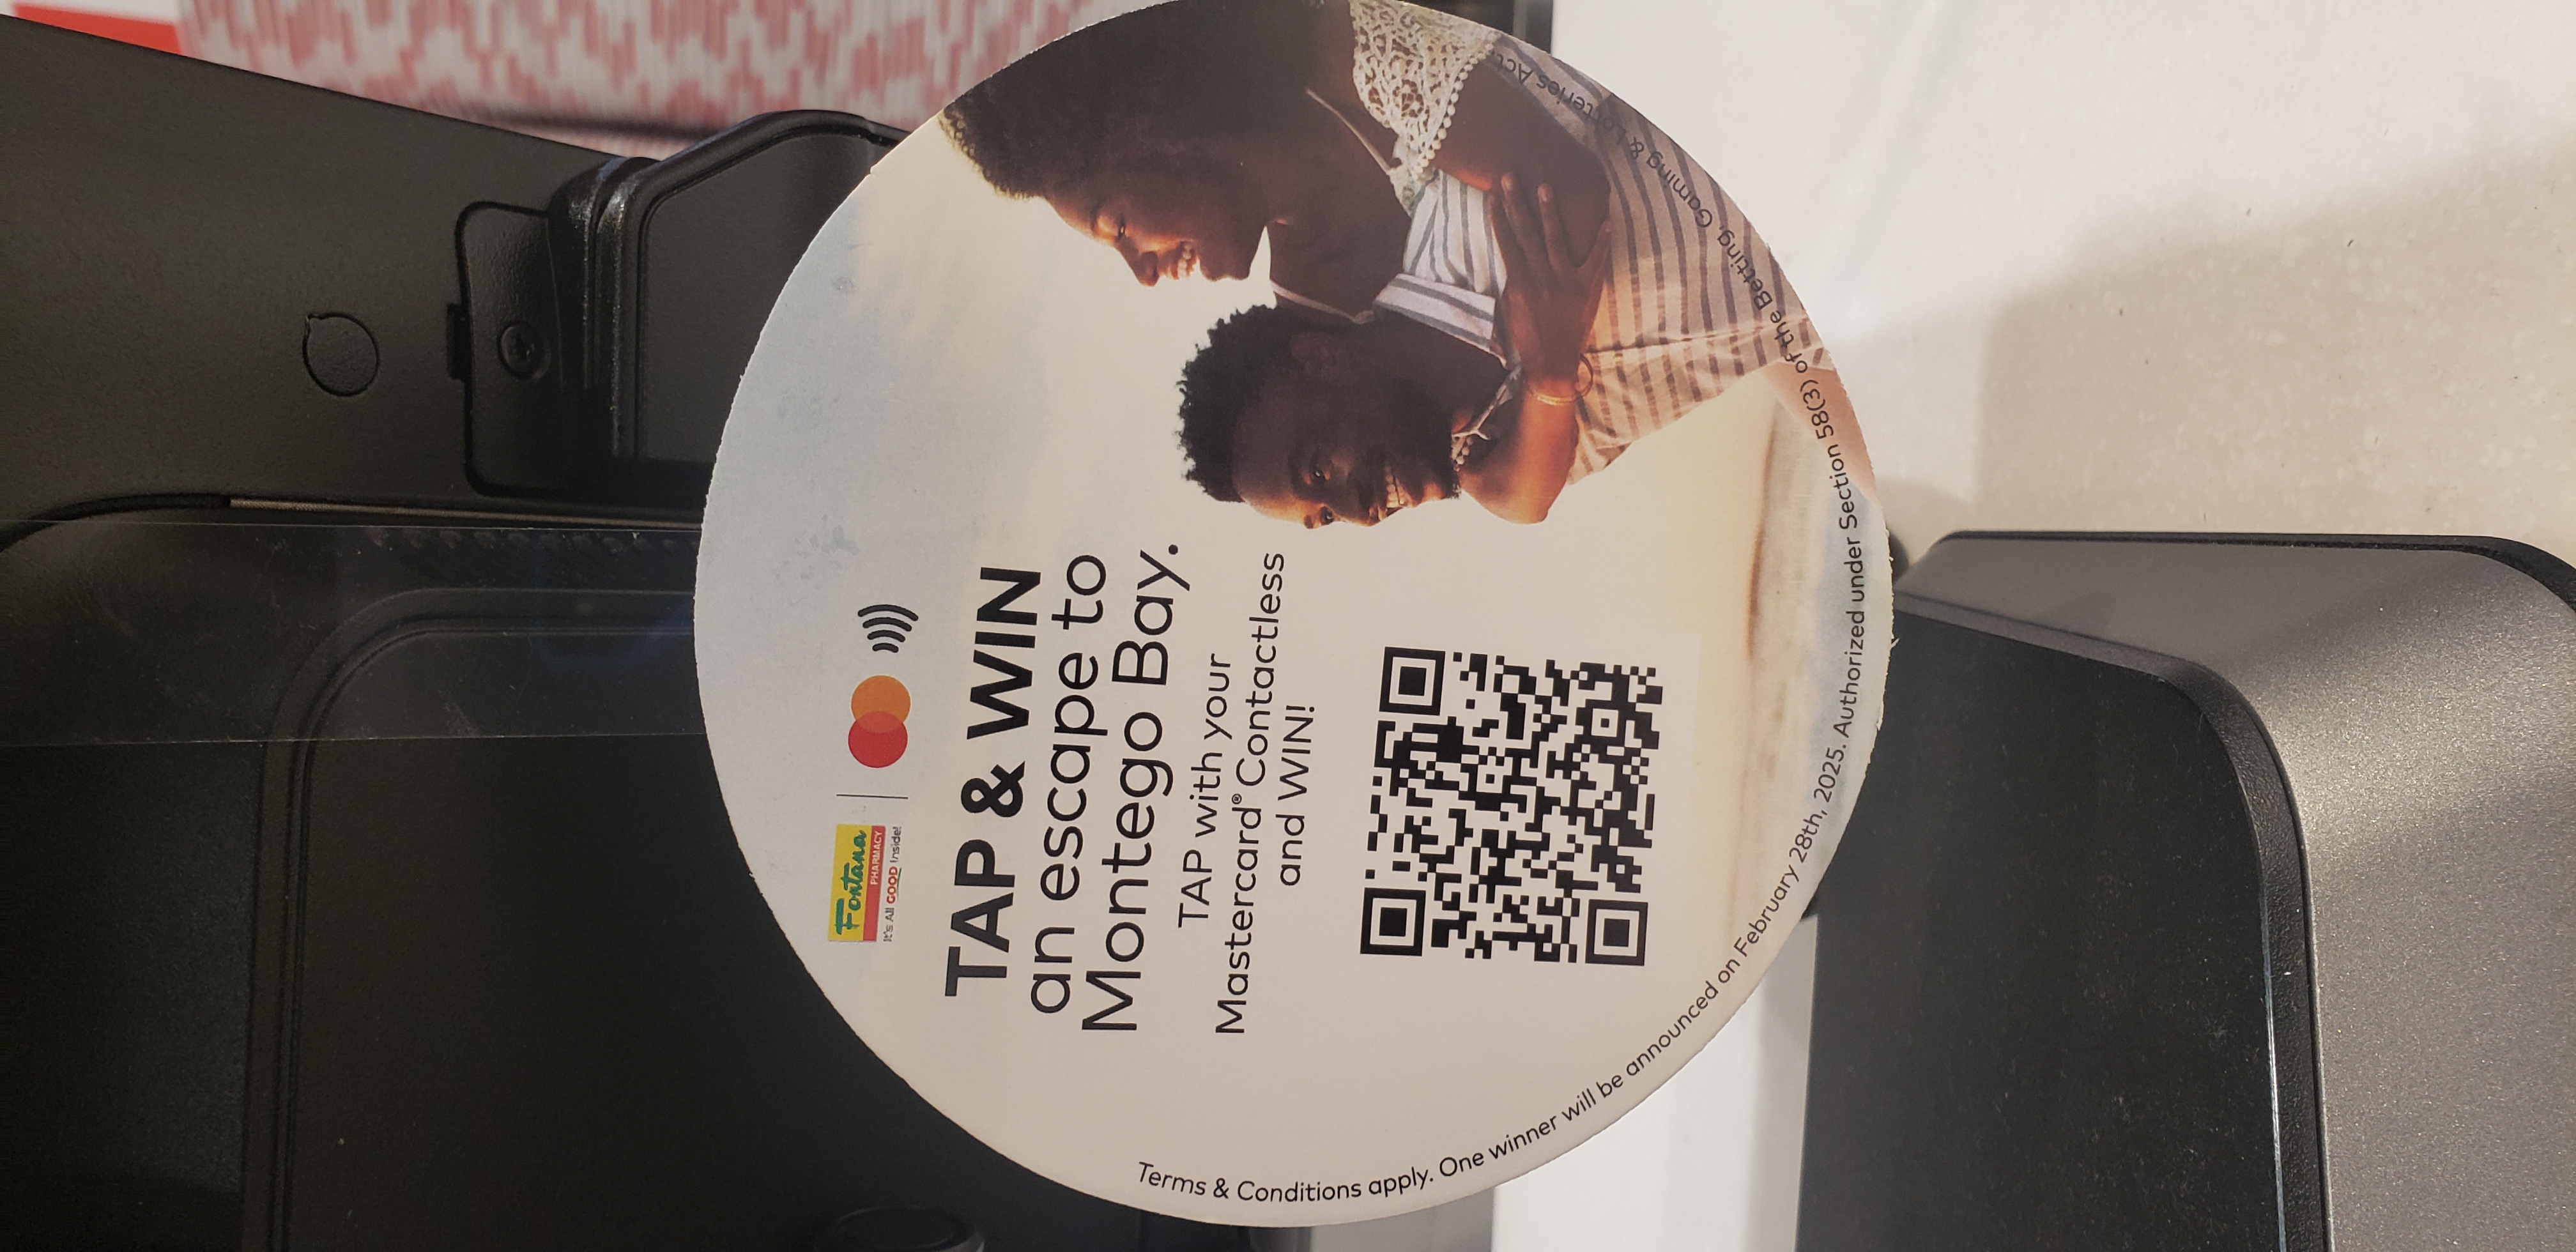 Fontana
PHARMACY
It's All GOOD Inside!
TAP & WIN
an escape to
Montego Bay.
TAP with your
Mastercard® Contactless
and WIN!
Terms & Conditions apply. One winner will be announced on February 28th, 2025. Authorized under Section 58(3) of the Betting, Gaming & Lotteries Act.